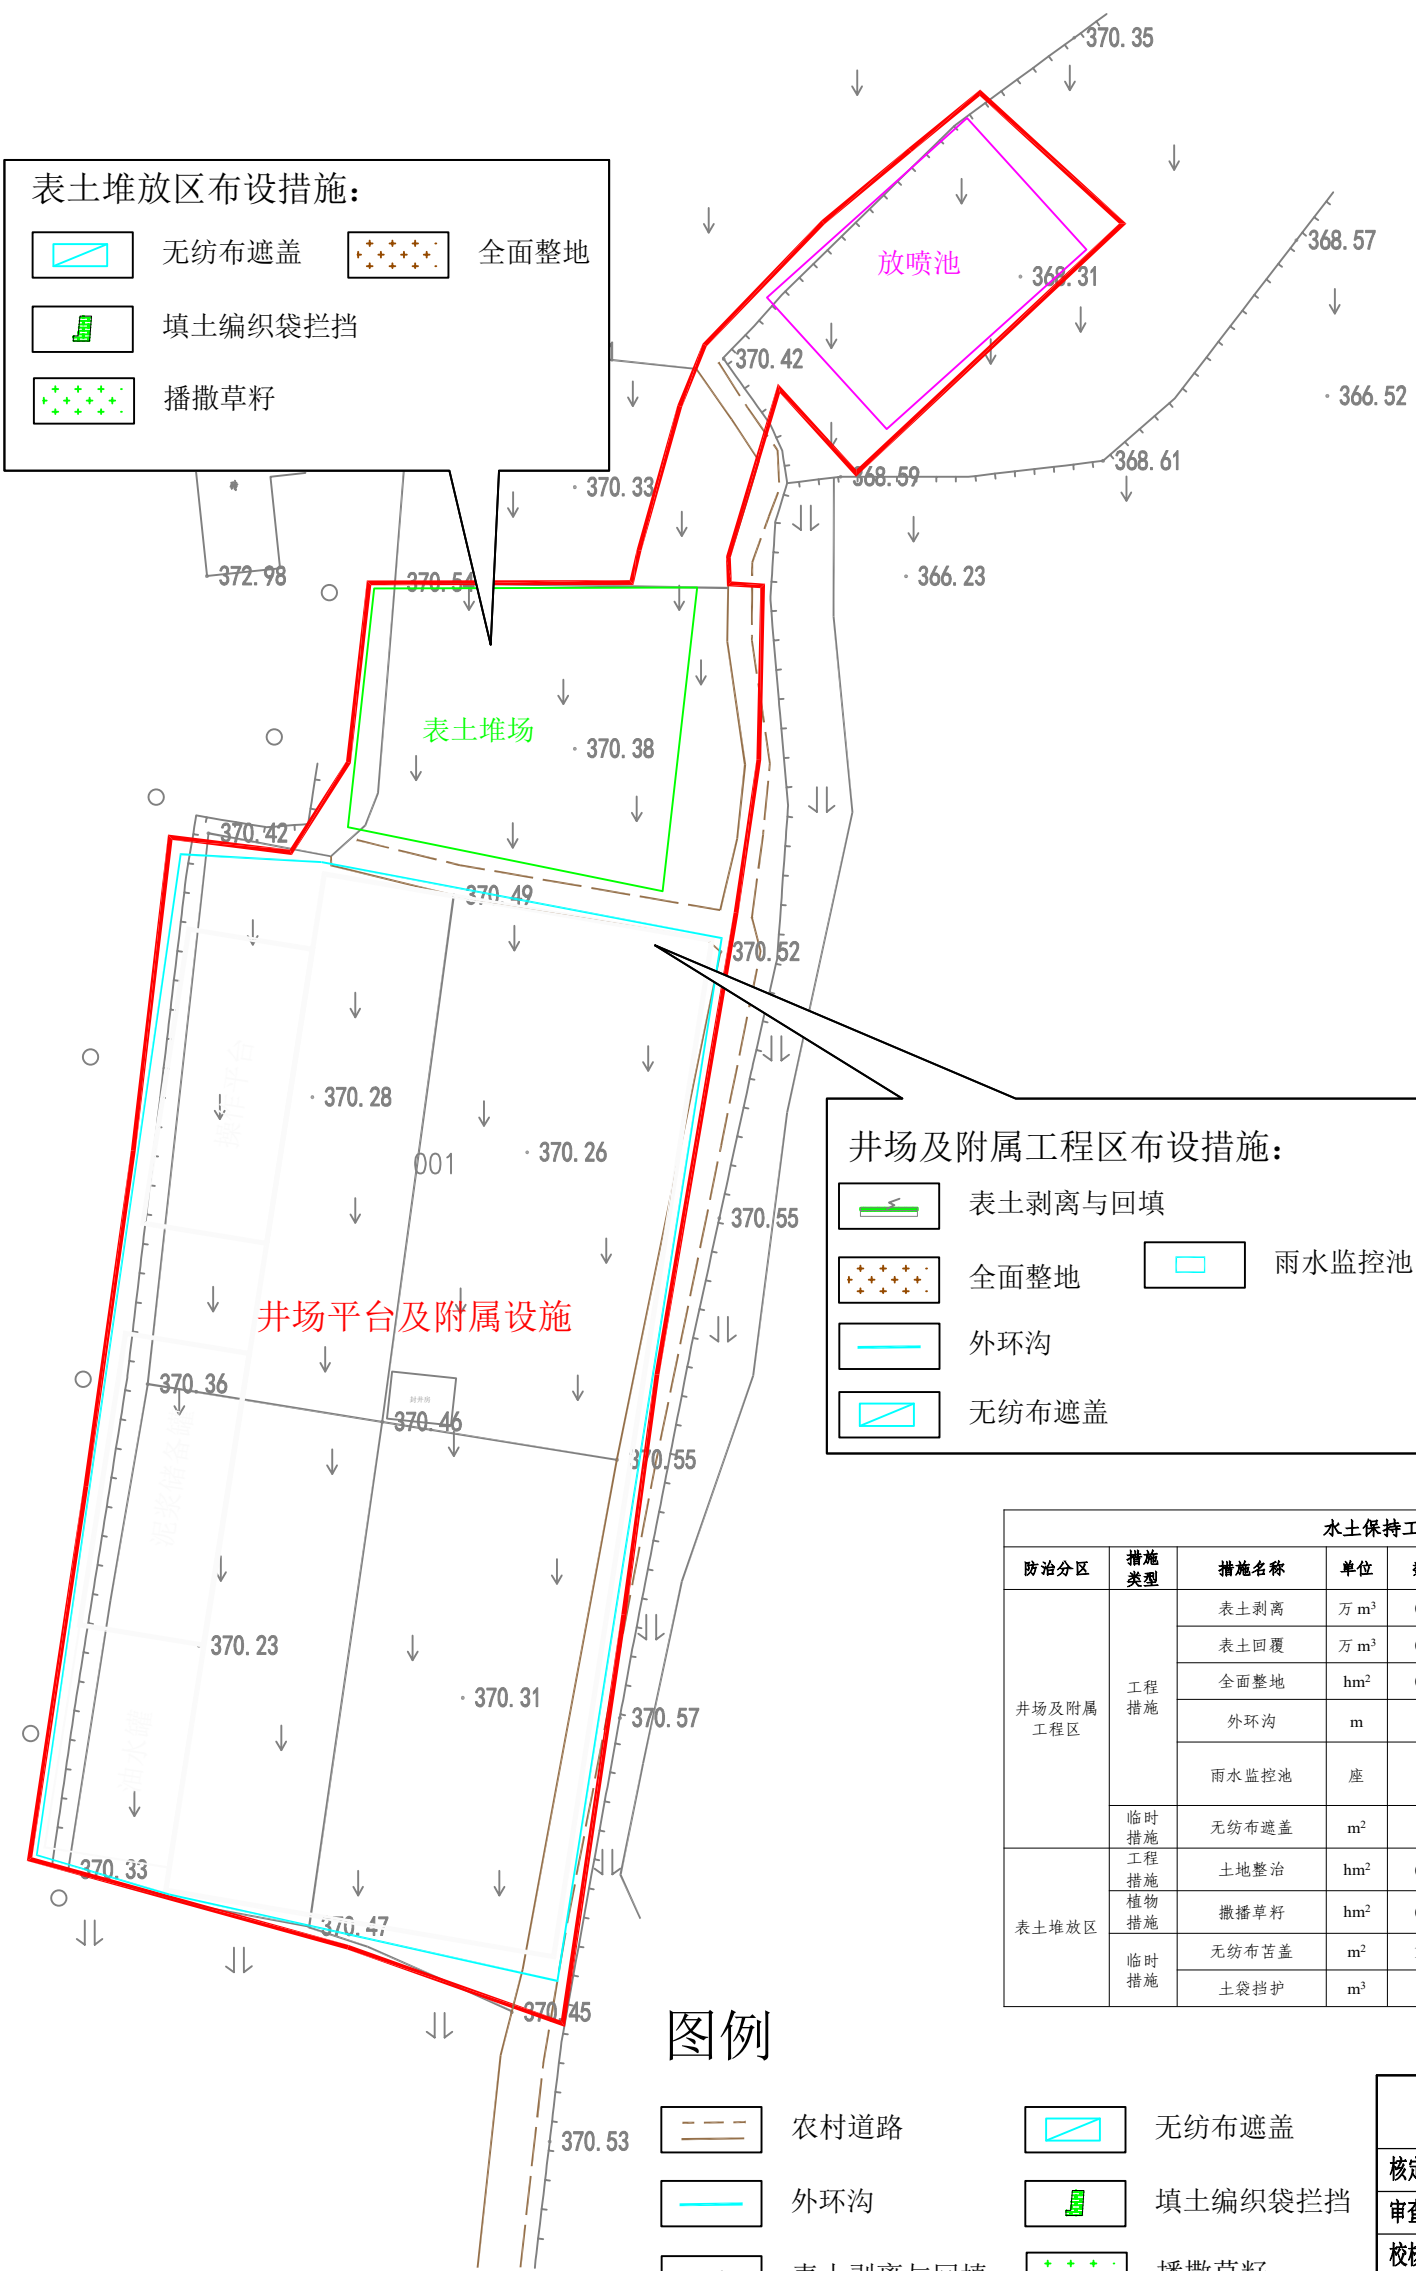 370.35
表土堆放区布设措施：
无纺布遮盖 全面整地
填土编织袋拦挡
播撒草籽
368.57
放喷池
368.31
370.42
366.52
368.61
368.59
370.33
372.98
370.54
366.23
表土堆场
370.38
370.42
370.49
370.52
370.28
370.26
001
井场及附属工程区布设措施：
表土剥离与回填
全面整地 雨水监控池
外环沟
无纺布遮盖
370.55
井场平台及附属设施
370.36
370.46
370.55
370.23
370.31
370.57
370.33
370.47
370.45
370.53
水土保持工
防治分区 措施类型 措施名称 单位
井场及附属工程区 工程措施 表土剥离 万 m³
表土回覆 万 m³
全面整地 hm²
外环沟 m
雨水监控池 座
临时措施 无纺布遮盖 m²
表土堆放区 工程措施 土地整治 hm²
植物措施 撒播草籽 hm²
临时措施 无纺布苫盖 m²
土袋挡护 m³
图例
农村道路 无纺布遮盖
外环沟 填土编织袋拦挡
表土剥离与回填 播撒草籽
核定
审查
校核